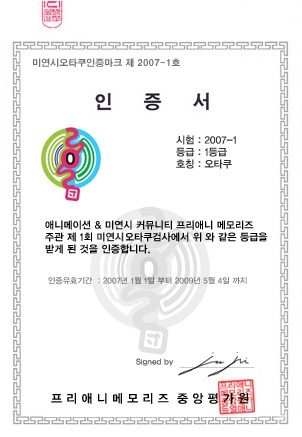 미연시오타쿠인증마크 제 2007-1호
인 증 서
시험 : 2007-1
등급 : 1등급
호칭 : 오타쿠
애니메이션 & 미연시 커뮤니티 프리애니 메모리즈
주관 제 1회 미연시오타쿠검사에서 위 와 같은 등급을
받게 된 것을 인증합니다.
인증유효기간 : 2007년 1월 1일 부터 2009년 5월 4일 까지
Signed by
프리애니메모리즈 중앙평가원